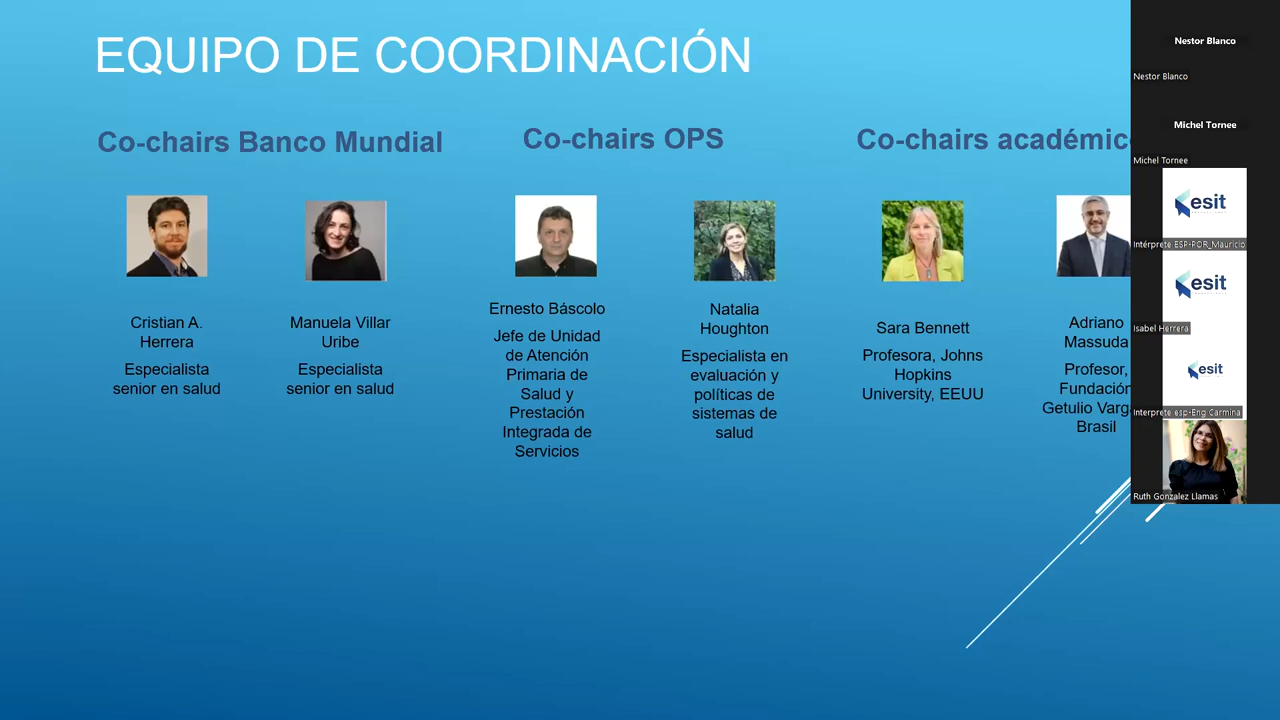 EQUIPO DE COORDINACIÓN
Co-chairs Banco Mundial
Co-chairs OPS
Co-chairs académic
Cristian A.
Herrera
Especialista
senior en salud
Manuela Villar
Uribe
Especialista
senior en salud
Ernesto Báscolo
Jefe de Unidad
de Atención
Primaria de
Salud y
Prestación
Integrada de
Servicios
Natalia
Houghton
Especialista en
evaluación y
políticas de
sistemas de
salud
Sara Bennett
Profesora, Johns
Hopkins
University, EEUU
Adriano
Massuda
Profesor,
Fundación
Getulio Varg
Brasil
Nestor Blanco
Nestor Blanco
Michel Tornee
Michel Tornee
esit
Intérprete ESP-POR_Mauricio
esit
Isabel Herrera
esit
Interprete esp-Eng Carmina
Ruth Gonzalez Llamas